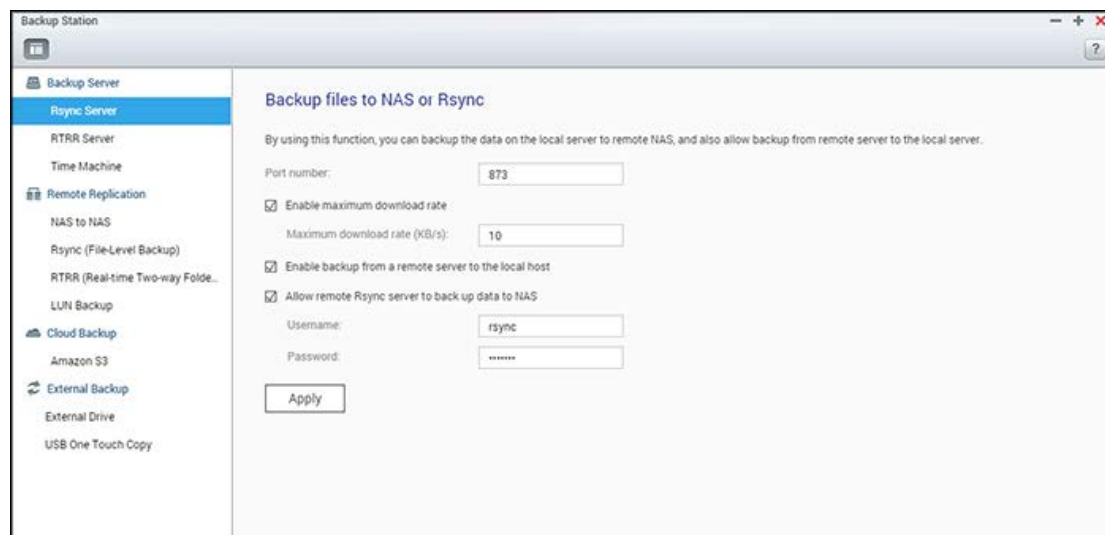 Backup Station
?
Backup Server
Rsync Server
RTRR Server
Time Machine
Remote Replication
NAS to NAS
Rsync (File-Level Backup)
RTRR (Real-time Two-way Folde...
LUN Backup
Cloud Backup
Amazon S3
External Backup
External Drive
USB One Touch Copy
Backup files to NAS or Rsync
By using this function, you can backup the data on the local server to remote NAS, and also allow backup from remote server to the local server.
Port number: 873
Enable maximum download rate
Maximum download rate (KB/s): 10
Enable backup from a remote server to the local host
Allow remote Rsync server to back up data to NAS
Username: rsync
Password: •••••••
Apply